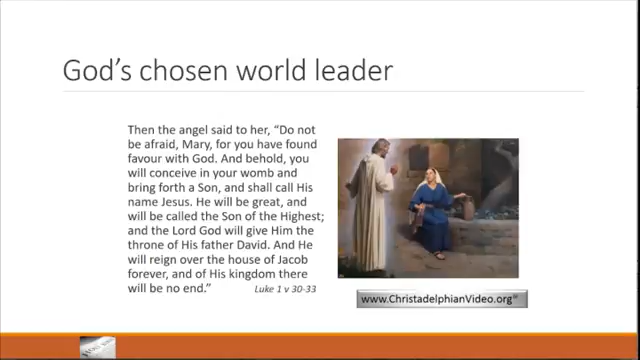 God's chosen world leader
Then the angel said to her, "Do not
be afraid, Mary, for you have found
favour with God. And behold, you
will conceive in your womb and
bring forth a Son, and shall call His
name Jesus. He will be great, and
will be called the Son of the Highest;
and the Lord God will give Him the
throne of His father David. And He
will reign over the house of Jacob
forever, and of His kingdom there
will be no end." Luke 1 v 30-33
www.ChristadelphianVideo.org